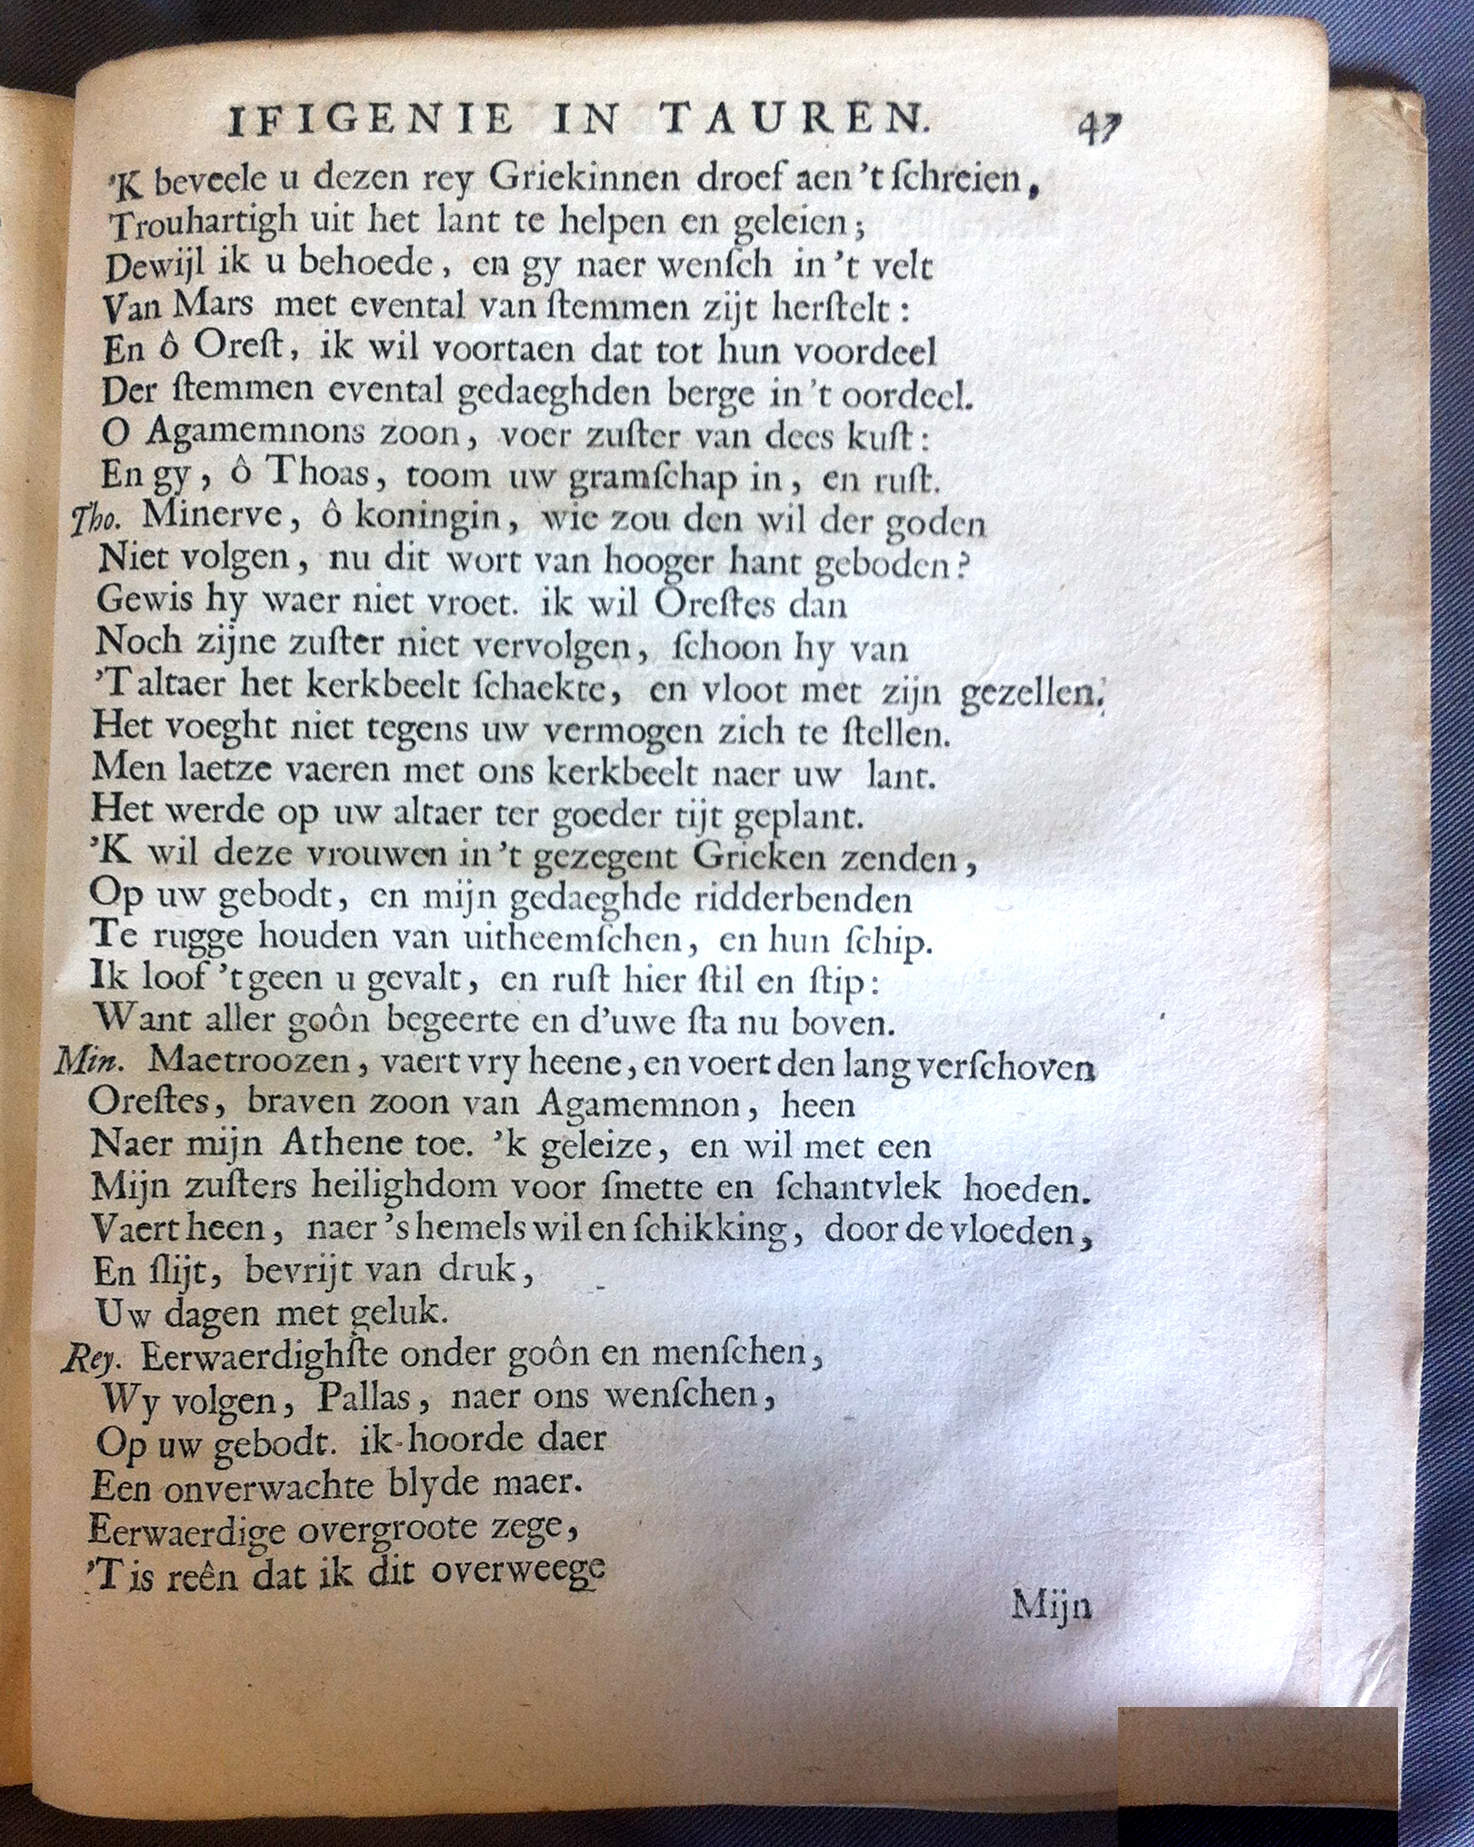 IFIGENIE IN TAUREN. 47
'K beveele u dezen rey Griekinnen droef aen 't ſchreien,
Trouhartigh uit het lant te helpen en geleien;
Dewijl ik u behoede, en gy naer wenſch in 't velt
Van Mars met evental van ſtemmen zijt herſtelt:
En ô Oreſt, ik wil voortaen dat tot hun voordeel
Der ſtemmen evental gedaeghden berge in 't oordeel.
O Agamemnons zoon, voer zuſter van dees kuſt:
En gy, ô Thoas, toom uw gramſchap in, en ruſt.
Tho. Minerve, ô koningin, wie zou den wil der goden
Niet volgen, nu dit wort van hooger hant geboden?
Gewis hy waer niet vroet. ik wil Oreſtes dan
Noch zijne zuſter niet vervolgen, ſchoon hy van
'T altaer het kerkbeelt ſchaekte, en vloot met zijn gezellen.
Het voeght niet tegens uw vermogen zich te ſtellen.
Men laetze vaeren met ons kerkbeelt naer uw lant.
Het werde op uw altaer ter goeder tijt geplant.
'K wil deze vrouwen in 't gezegent Grieken zenden,
Op uw gebodt, en mijn gedaeghde ridderbenden
Te rugge houden van uitheemſchen, en hun ſchip.
Ik loof 't geen u gevalt, en ruſt hier ſtil en ſtip:
Want aller goôn begeerte en d'uwe ſta nu boven.
Min. Maetroozen, vaert vry heene, en voert den lang verſchoven
Oreſtes, braven zoon van Agamemnon, heen
Naer mijn Athene toe. 'k geleize, en wil met een
Mijn zuſters heilighdom voor ſmette en ſchantvlek hoeden.
Vaert heen, naer 's hemels wil en ſchikking, door de vloeden,
En ſlijt, bevrijt van druk,
Uw dagen met geluk.
Rey. Eerwaerdighſte onder goôn en menſchen,
Wy volgen, Pallas, naer ons wenſchen,
Op uw gebodt. ik hoorde daer
Een onverwachte blyde maer.
Eerwaerdige overgroote zege,
'T is reên dat ik dit overweege
Mijn